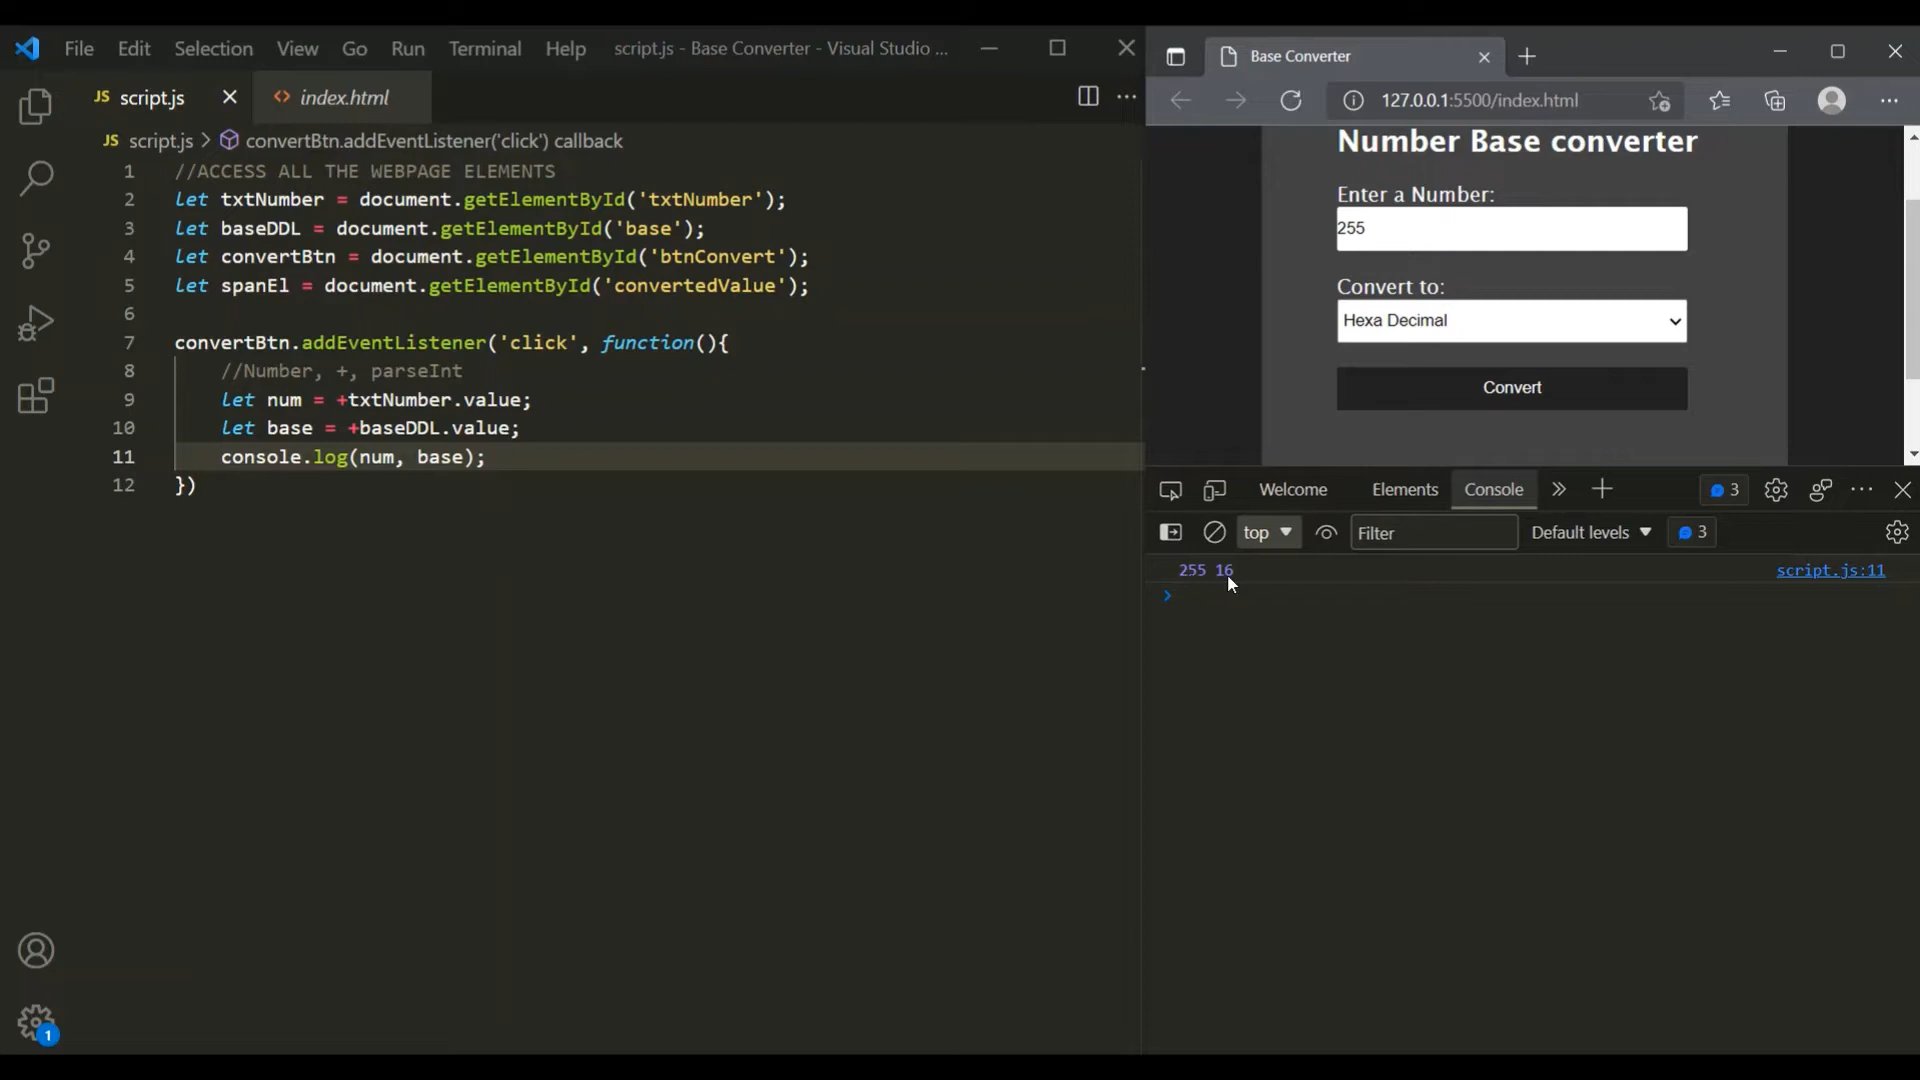 File Edit Selection View Go Run Terminal Help script.js - Base Converter - Visual Studio ...
JS script.js index.html
JS script.js > convertBtn.addEventListener('click') callback
1 //ACCESS ALL THE WEBPAGE ELEMENTS
2 let txtNumber = document.getElementById('txtNumber');
3 let baseDDL = document.getElementById('base');
4 let convertBtn = document.getElementById('btnConvert');
5 let spanEl = document.getElementById('convertedValue');
6
7 convertBtn.addEventListener('click', function(){
8 //Number, +, parseInt
9 let num = +txtNumber.value;
10 let base = +baseDDL.value;
11 console.log(num, base);
12 })
1
Base Converter
127.0.0.1:5500/index.html
Number Base converter
Enter a Number:
255
Convert to:
Hexa Decimal
Convert
Welcome Elements Console 3
top Filter Default levels 3
255 16 script.js:11